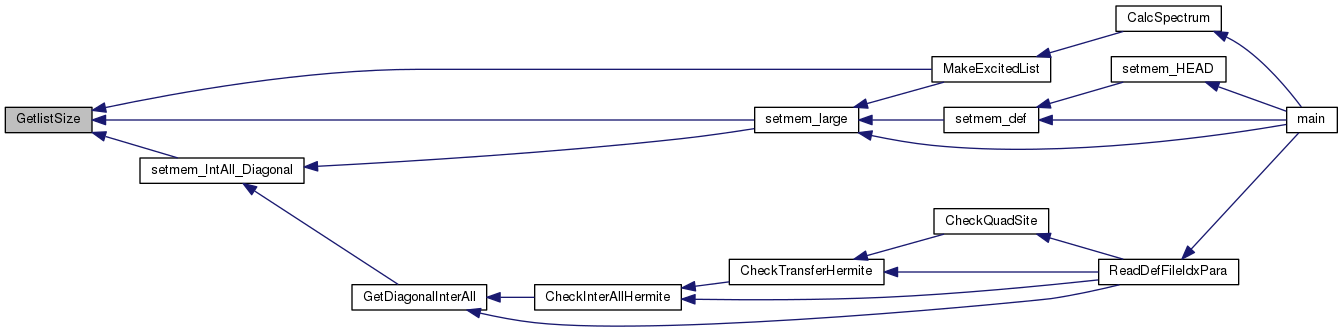 CalcSpectrum
MakeExcitedList
setmem_HEAD
GetlistSize
setmem_large
setmem_def
main
setmem_IntAll_Diagonal
CheckQuadSite
CheckTransferHermite
ReadDefFileIdxPara
GetDiagonalInterAll
CheckInterAllHermite